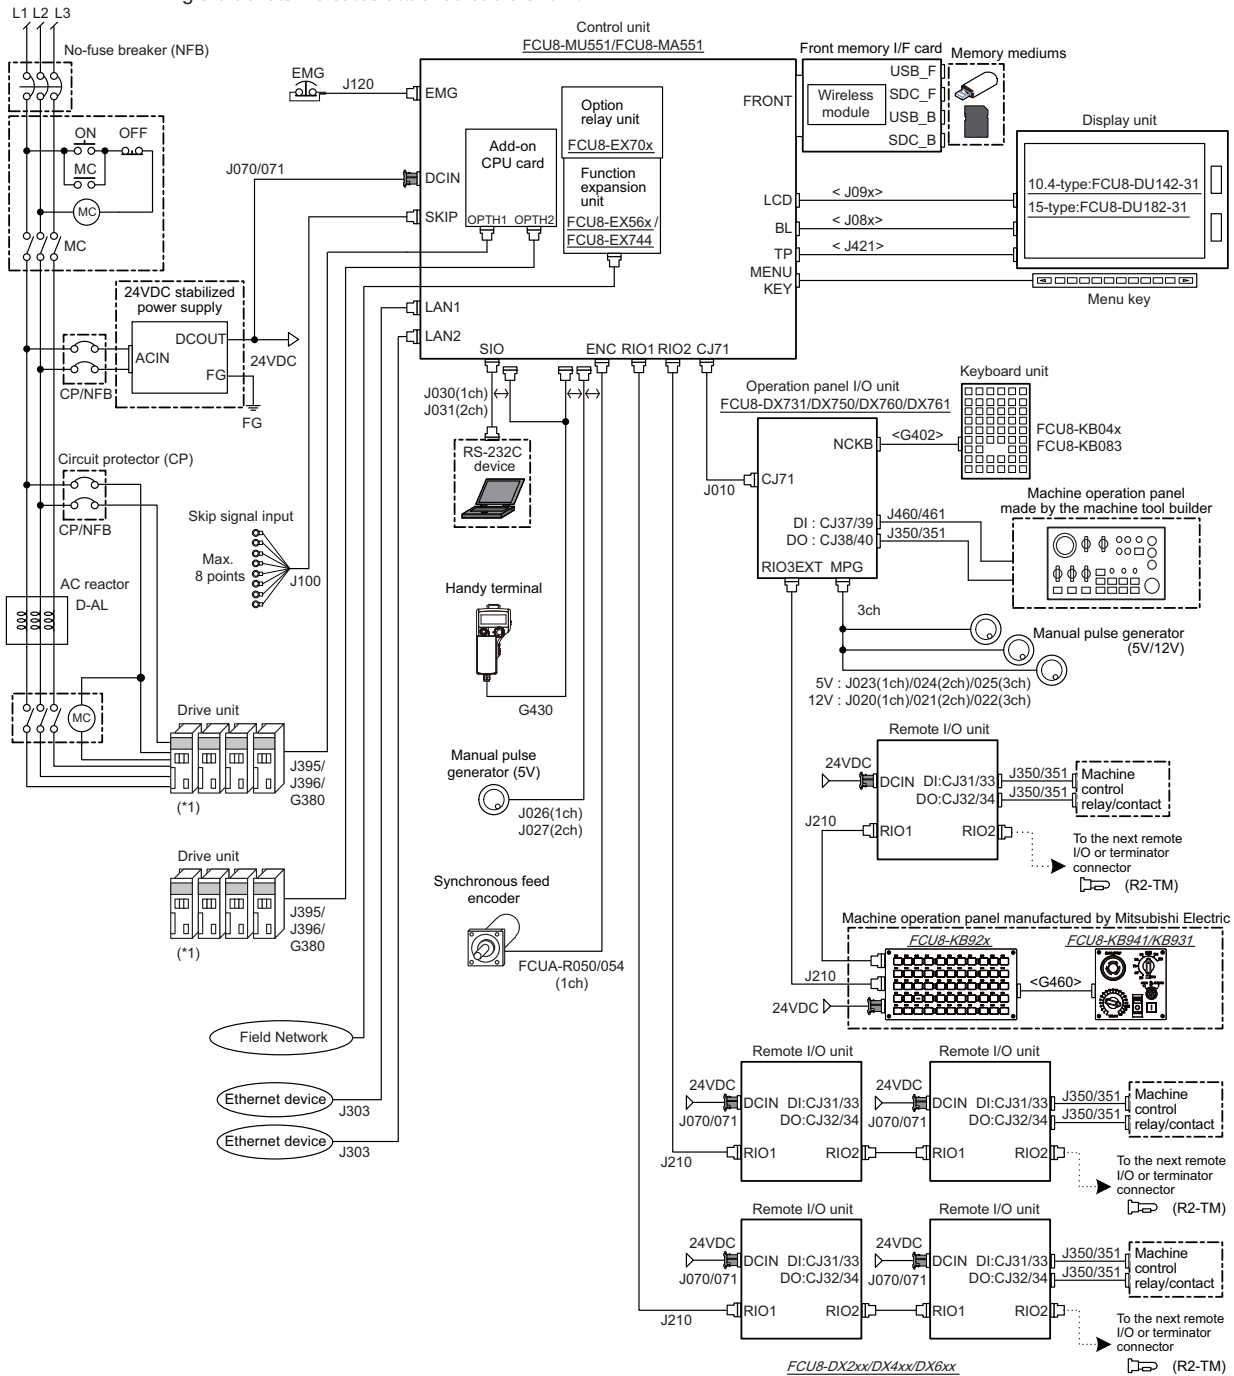 L1 L2 L3
No-fuse breaker (NFB)
ON OFF
MC
MC
MC
24VDC stabilized
power supply
DCOUT
ACIN
FG
24VDC
FG
CP/NFB
Circuit protector (CP)
CP/NFB
AC reactor
D-AL
MC
Drive unit
(*1)
J395/
J396/
G380
Drive unit
(*1)
J395/
J396/
G380
Skip signal input
Max.
8 points
J100
EMG
J120
J070/071
Control unit
FCU8-MU551/FCU8-MA551
EMG
DCIN
SKIP
LAN1
LAN2
Add-on
CPU card
OPTH1 OPTH2
Option
relay unit
FCU8-EX70x
Function
expansion
unit
FCU8-EX56x /
FCU8-EX744
FRONT
LCD
BL
TP
MENU
KEY
SIO
ENC RIO1 RIO2 CJ71
Front memory I/F card
Wireless
module
USB_F
SDC_F
USB_B
SDC_B
Memory mediums
Display unit
< J09x>
< J08x>
< J421>
10.4-type:FCU8-DU142-31
15-type:FCU8-DU182-31
Menu key
J030(1ch)
J031(2ch)
RS-232C
device
Handy terminal
G430
Manual pulse
generator (5V)
J026(1ch)
J027(2ch)
Synchronous feed
encoder
FCUA-R050/054
(1ch)
Field Network
Ethernet device
J303
Ethernet device
J303
Operation panel I/O unit
FCU8-DX731/DX750/DX760/DX761
J010
CJ71
NCKB
DI : CJ37/39
DO : CJ38/40
RIO3EXT MPG
<G402>
Keyboard unit
FCU8-KB04x
FCU8-KB083
J460/461
J350/351
Machine operation panel
made by the machine tool builder
3ch
Manual pulse generator
(5V/12V)
5V : J023(1ch)/024(2ch)/025(3ch)
12V : J020(1ch)/021(2ch)/022(3ch)
Remote I/O unit
24VDC
DCIN DI:CJ31/33
DO:CJ32/34
J210
RIO1 RIO2
J350/351
J350/351
Machine
control
relay/contact
To the next remote
I/O or terminator
connector
(R2-TM)
Machine operation panel manufactured by Mitsubishi Electric
FCU8-KB92x
FCU8-KB941/KB931
J210
24VDC
<G460>
Remote I/O unit
Remote I/O unit
24VDC
J070/071
DCIN DI:CJ31/33
DO:CJ32/34
24VDC
J070/071
DCIN DI:CJ31/33
DO:CJ32/34
J350/351
J350/351
Machine
control
relay/contact
J210
RIO1 RIO2
RIO1 RIO2
To the next remote
I/O or terminator
connector
(R2-TM)
Remote I/O unit
Remote I/O unit
24VDC
J070/071
DCIN DI:CJ31/33
DO:CJ32/34
24VDC
J070/071
DCIN DI:CJ31/33
DO:CJ32/34
J350/351
J350/351
Machine
control
relay/contact
J210
RIO1 RIO2
RIO1 RIO2
To the next remote
I/O or terminator
connector
(R2-TM)
FCU8-DX2xx/DX4xx/DX6xx